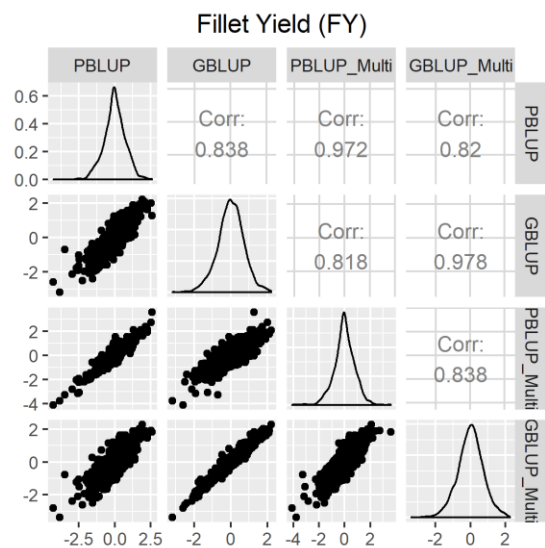 Fillet Yield (FY)
PBLUP GBLUP PBLUP_Multi GBLUP_Multi
0.6
0.4
0.2
0.0
Corr:
0.838
Corr:
0.972
Corr:
0.82
PBLUP
2
0
-2
Corr:
0.818
Corr:
0.978
GBLUP
2
0
-2
-4
Corr:
0.838
PBLUP_Multi
2
0
-2
GBLUP_Multi
-2.5 0.0 2.5
-2 0 2
-4 -2 0 2
-2 0 2